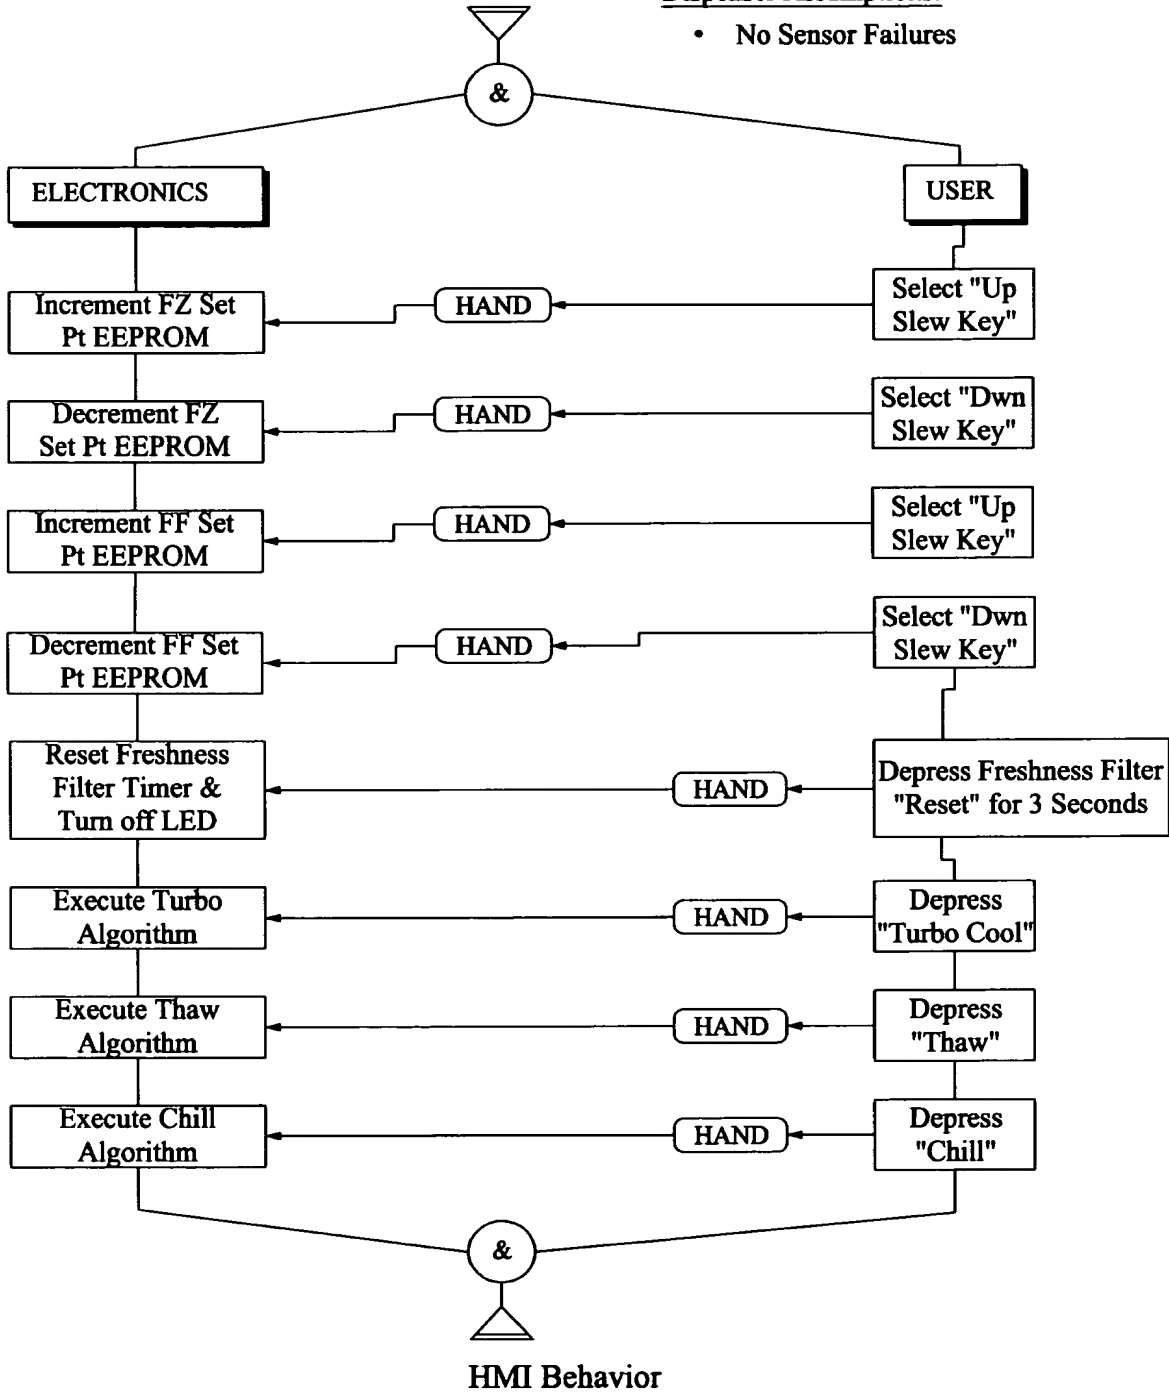 • No Sensor Failures
&
ELECTRONICS
USER
Increment FZ Set
Pt EEPROM
HAND
Select "Up
Slew Key"
Decrement FZ
Set Pt EEPROM
HAND
Select "Dwn
Slew Key"
Increment FF Set
Pt EEPROM
HAND
Select "Up
Slew Key"
Decrement FF Set
Pt EEPROM
HAND
Select "Dwn
Slew Key"
Reset Freshness
Filter Timer &
Turn off LED
HAND
Depress Freshness Filter
"Reset" for 3 Seconds
Execute Turbo
Algorithm
HAND
Depress
"Turbo Cool"
Execute Thaw
Algorithm
HAND
Depress
"Thaw"
Execute Chill
Algorithm
HAND
Depress
"Chill"
&
HMI Behavior